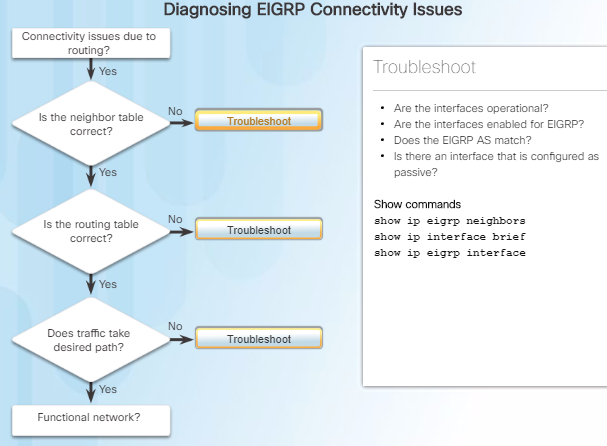 Diagnosing EIGRP Connectivity Issues
Connectivity issues due to
routing?
Yes
Is the neighbor table
correct?
No
Troubleshoot
Yes
Is the routing table
correct?
No
Troubleshoot
Yes
Does traffic take
desired path?
No
Troubleshoot
Yes
Functional network?
Troubleshoot
• Are the interfaces operational?
• Are the interfaces enabled for EIGRP?
• Does the EIGRP AS match?
• Is there an interface that is configured as
passive?
Show commands
show ip eigrp neighbors
show ip interface brief
show ip eigrp interface